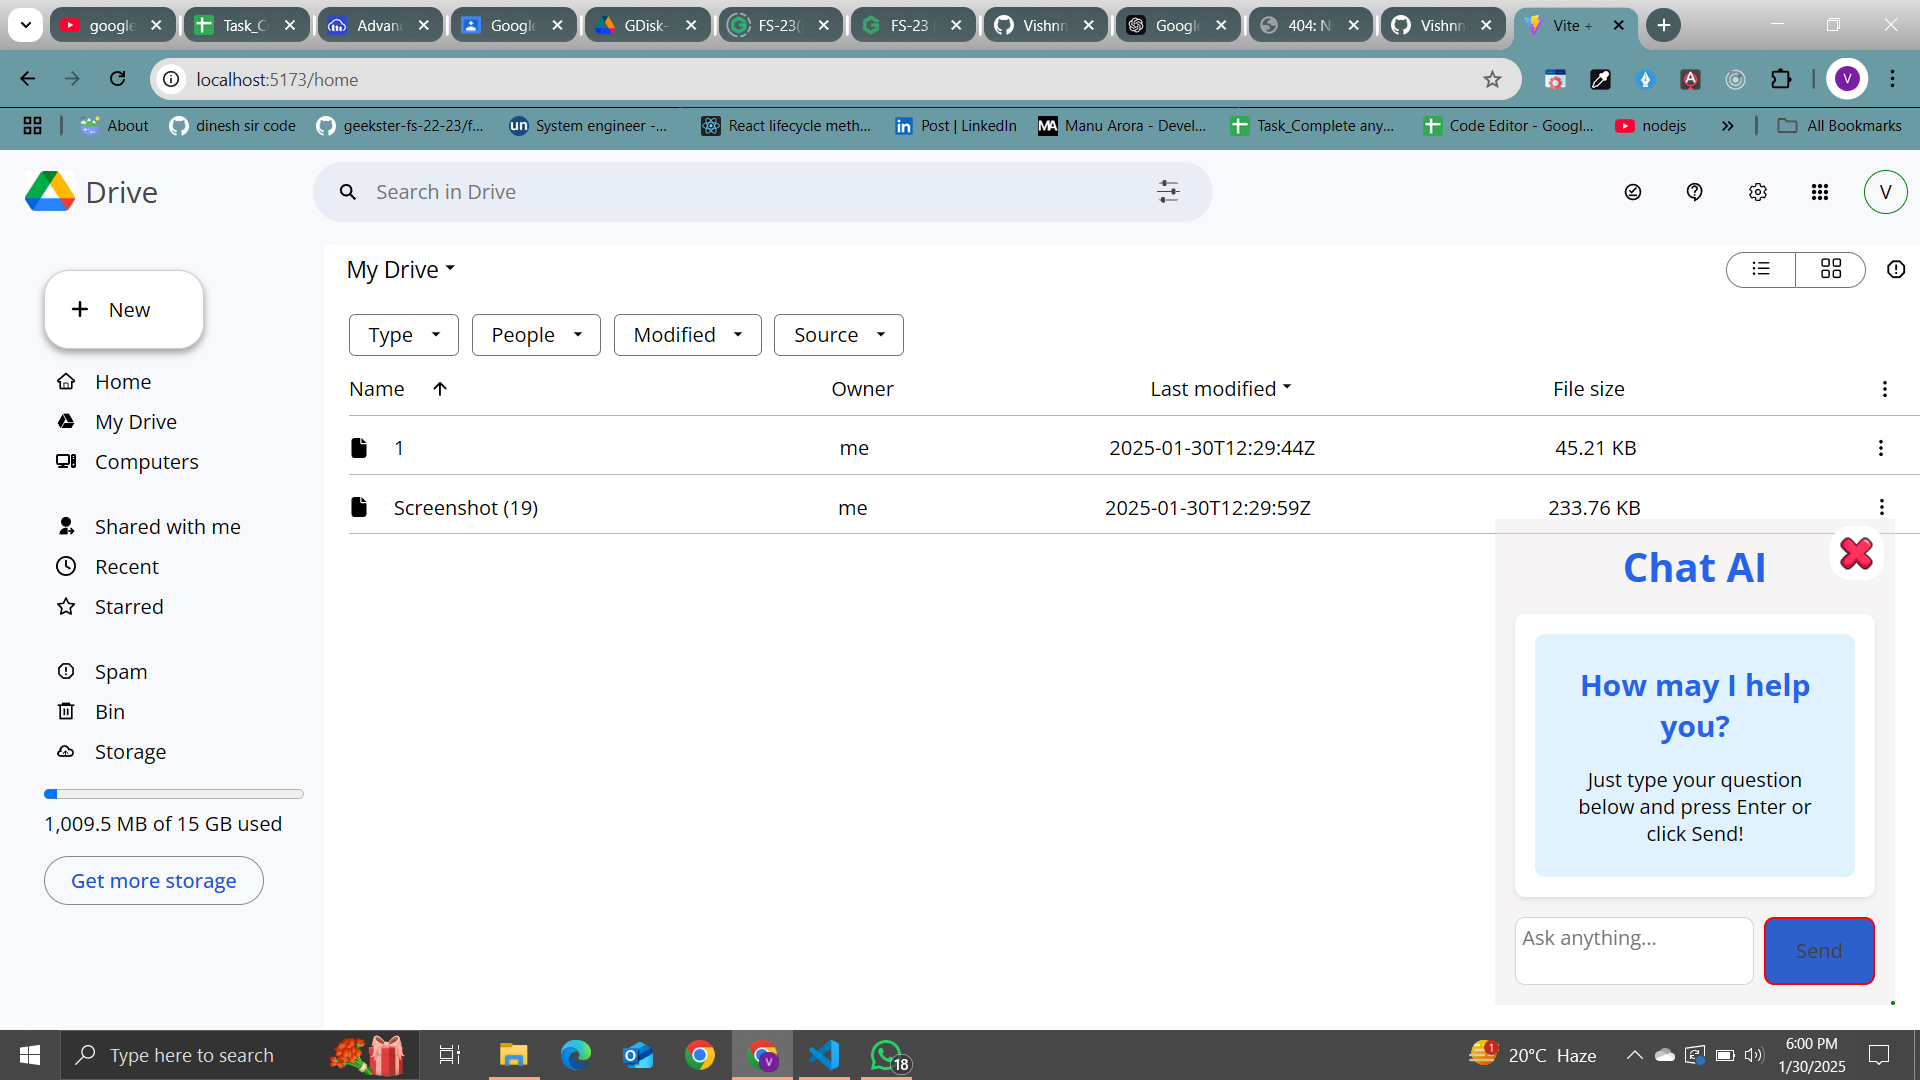 google
Task_C
Advan
Google
GDisk-
FS-23(
FS-23
Vishnn
Google
404: N
Vishnn
Vite +
localhost:5173/home
V
About
dinesh sir code
geekster-fs-22-23/f...
un
System engineer -...
React lifecycle meth...
in
Post | LinkedIn
MA
Manu Arora - Devel...
Task_Complete any...
Code Editor - Googl...
nodejs
All Bookmarks
Drive
Search in Drive
V
New
My Drive
Type
People
Modified
Source
Name
Owner
Last modified
File size
1
me
2025-01-30T12:29:44Z
45.21 KB
Screenshot (19)
me
2025-01-30T12:29:59Z
233.76 KB
Home
My Drive
Computers
Shared with me
Recent
Starred
Spam
Bin
Storage
1,009.5 MB of 15 GB used
Get more storage
Chat AI
How may I help
you?
Just type your question
below and press Enter or
click Send!
Ask anything...
Send
Type here to search
V
18
1
20°C Haze
6:00 PM
1/30/2025